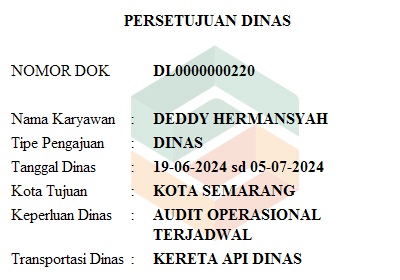 PERSETUJUAN DINAS
NOMOR DOK DL0000000220
Nama Karyawan : DEDDY HERMANSYAH
Tipe Pengajuan : DINAS
Tanggal Dinas : 19-06-2024 sd 05-07-2024
Kota Tujuan : KOTA SEMARANG
Keperluan Dinas : AUDIT OPERASIONAL
TERJADWAL
Transportasi Dinas : KERETA API DINAS